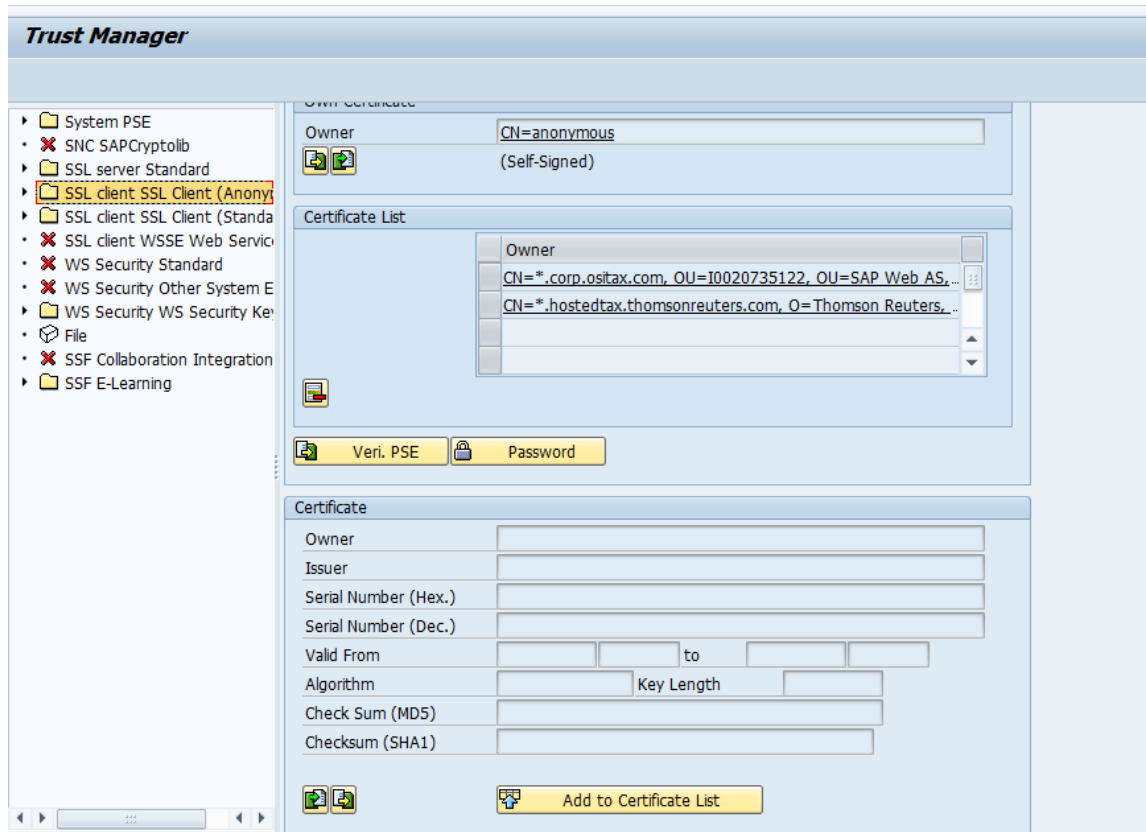 Trust Manager
System PSE
SNC SAPCryptolib
SSL server Standard
SSL client SSL Client (Anony
SSL client SSL Client (Standa
SSL client WSSE Web Servic
WS Security Standard
WS Security Other System E
WS Security WS Security Key
File
SSF Collaboration Integration
SSF E-Learning
Own Certificate
Owner CN=anonymous
(Self-Signed)
Certificate List
Owner
CN=*.corp.ositax.com, OU=I0020735122, OU=SAP Web AS,..
CN=*.hostedtax.thomsonreuters.com, O=Thomson Reuters, ..
Veri. PSE Password
Certificate
Owner
Issuer
Serial Number (Hex.)
Serial Number (Dec.)
Valid From to
Algorithm Key Length
Check Sum (MD5)
Checksum (SHA1)
Add to Certificate List